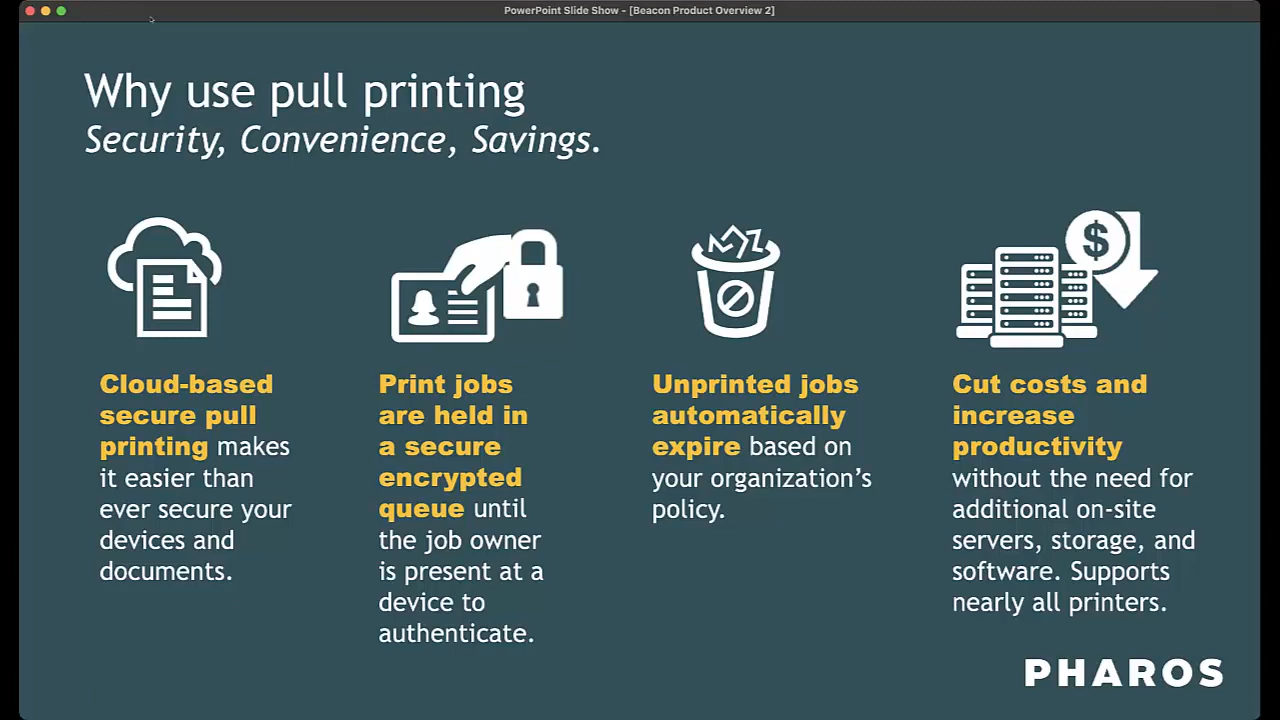 PowerPoint Slide Show - [Beacon Product Overview 2]
Why use pull printing
Security, Convenience, Savings.
$
Cloud-based
secure pull
printing makes
it easier than
ever secure your
devices and
documents.
Print jobs
are held in
a secure
encrypted
queue until
the job owner
is present at a
device to
authenticate.
Unprinted jobs
automatically
expire based on
your organization's
policy.
Cut costs and
increase
productivity
without the need for
additional on-site
servers, storage, and
software. Supports
nearly all printers.
PHAROS